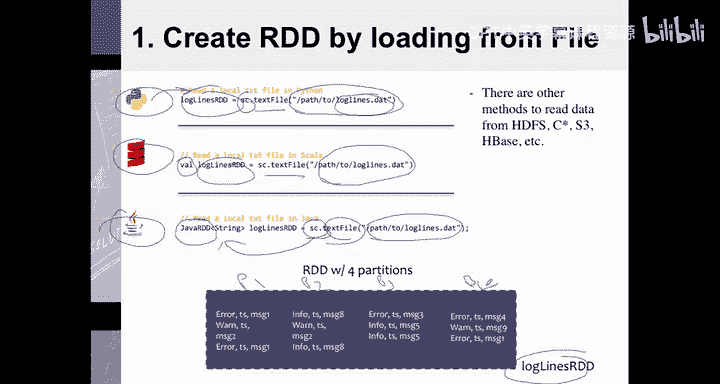 1. Create RDD by loading from File
bilibili
# Read a local txt file in Python
logLinesRDD = sc.textFile("/path/to/loglines.dat")
- There are other methods to read data from HDFS, C*, S3, HBase, etc.
// Read a local txt file in Scala
val logLinesRDD = sc.textFile("/path/to/loglines.dat")
// Read a local txt file in Java
JavaRDD<String> logLinesRDD = sc.textFile("/path/to/loglines.dat");
RDD w/ 4 partitions
P1 P2 P3
Error, ts, msg1
Warn, ts,
msg2
Error, ts, msg1
Info, ts, msg8
Warn, ts,
msg2
Info, ts, msg8
Error, ts, msg3
Info, ts, msg5
Info, ts, msg5
Error, ts, msg4
Warn, ts, msg9
Error, ts, msg1
logLinesRDD